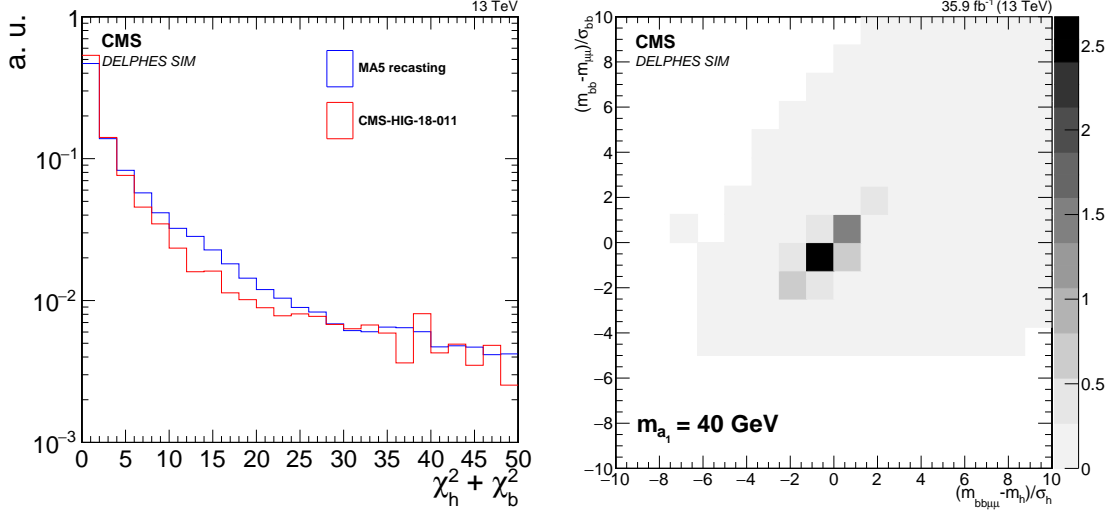 13 TeV
a. u.
CMS
DELPHES SIM
MA5 recasting
CMS-HIG-18-011
1
10⁻¹
10⁻²
10⁻³
0 5 10 15 20 25 30 35 40 45 50
χ²ₕ + χ²_b
35.9 fb⁻¹ (13 TeV)
(m_bb-m_μμ)/σ_bb
CMS
DELPHES SIM
10
8
6
4
2
0
−2
−4
−6
−8
−10
m_a₁ = 40 GeV
−10 −8 −6 −4 −2 0 2 4 6 8 10
(m_bbμμ-m_h)/σ_h
2.5
2
1.5
1
0.5
0